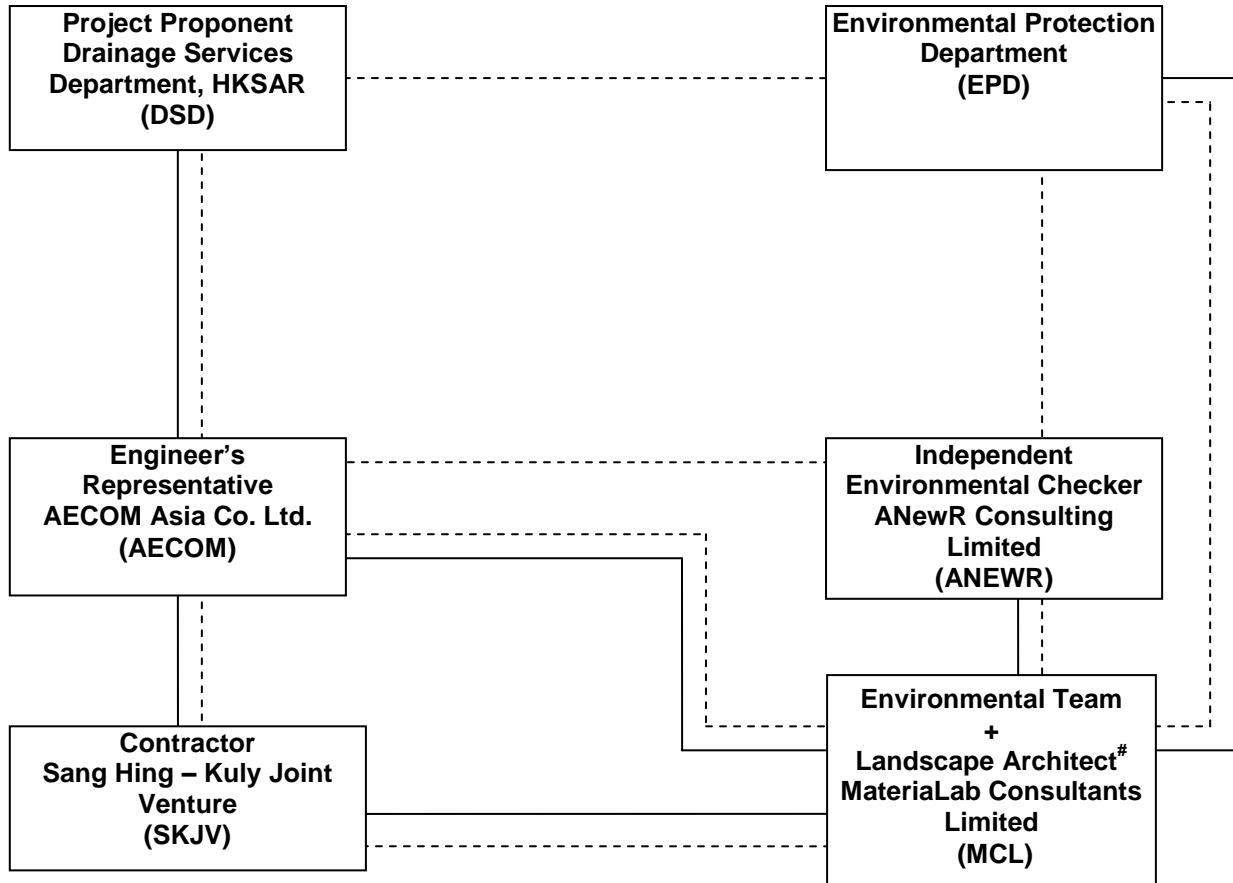 Project Proponent
Drainage Services
Department, HKSAR
(DSD)
Environmental Protection
Department
(EPD)
Engineer’s
Representative
AECOM Asia Co. Ltd.
(AECOM)
Independent
Environmental Checker
ANewR Consulting
Limited
(ANEWR)
Contractor
Sang Hing – Kuly Joint
Venture
(SKJV)
Environmental Team
+
Landscape Architect#
MateriaLab Consultants
Limited
(MCL)